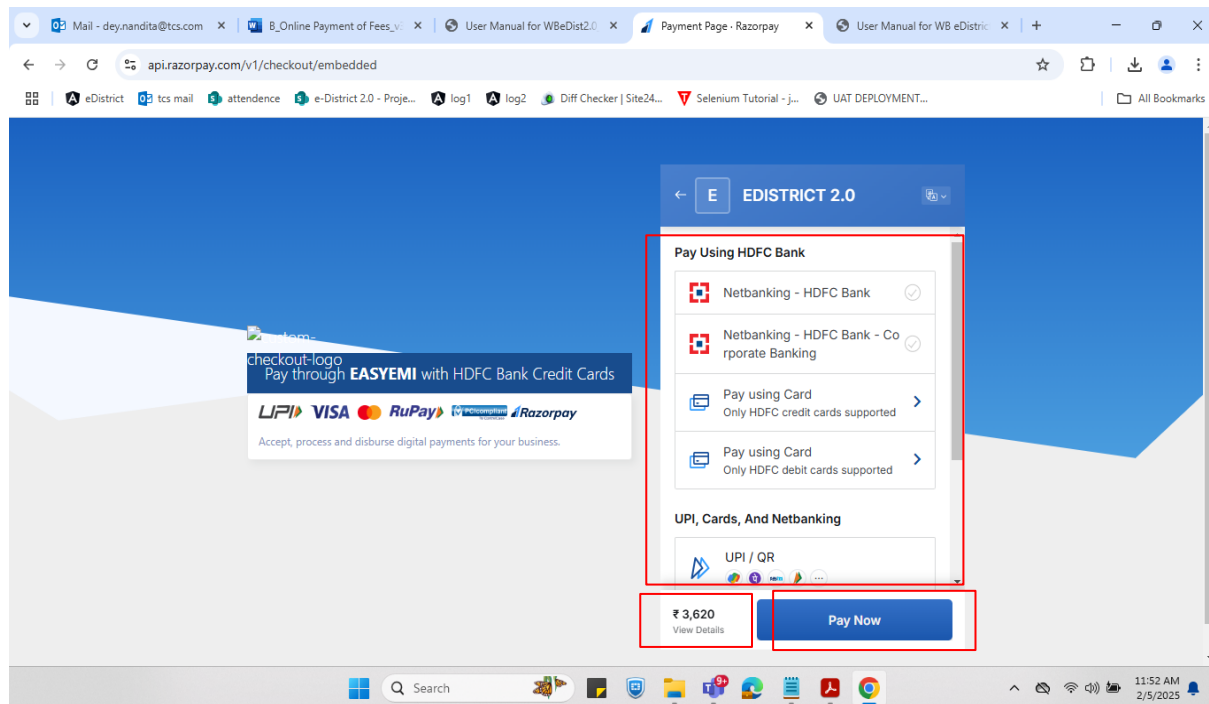 Mail - dey.nandita@tcs.com
B_Online Payment of Fees_v
User Manual for WBeDist2.0
Payment Page - Razorpay
User Manual for WB eDistric
api.razorpay.com/v1/checkout/embedded
eDistrict
tcs mail
attendence
e-District 2.0 - Proje...
log1
log2
Diff Checker | Site24...
Selenium Tutorial - j...
UAT DEPLOYMENT...
All Bookmarks
E
EDISTRICT 2.0
Pay Using HDFC Bank
Netbanking - HDFC Bank
Netbanking - HDFC Bank - Co
rporate Banking
Pay using Card
Only HDFC credit cards supported
Pay using Card
Only HDFC debit cards supported
UPI, Cards, And Netbanking
UPI / QR
₹ 3,620
View Details
Pay Now
checkout-logo
Pay through EASYEMI with HDFC Bank Credit Cards
UPI VISA RuPay PCI compliant Razorpay
Accept, process and disburse digital payments for your business.
Search
9+
11:52 AM
2/5/2025